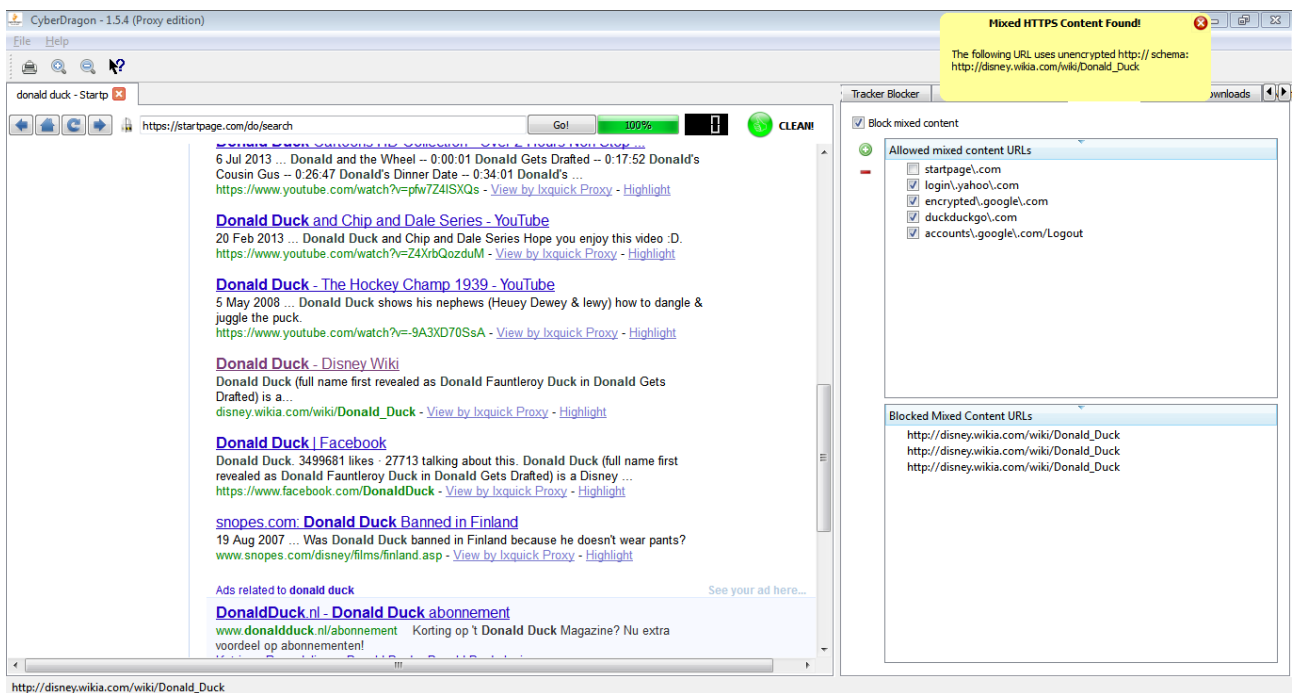 CyberDragon - 1.5.4 (Proxy edition)
File Help
Mixed HTTPS Content Found!
The following URL uses unencrypted http:// schema:
http://disney.wikia.com/wiki/Donald_Duck
donald duck - Startp
Tracker Blocker
ownloads
https://startpage.com/do/search
Go!
100%
0
CLEAN!
Donald Duck Cartoons HD Collection - Over 2 Hours Non Stop ...
6 Jul 2013 ... Donald and the Wheel -- 0:00:01 Donald Gets Drafted -- 0:17:52 Donald's
Cousin Gus -- 0:26:47 Donald's Dinner Date -- 0:34:01 Donald's ...
https://www.youtube.com/watch?v=pfw7Z4ISXQs - View by Ixquick Proxy - Highlight
Donald Duck and Chip and Dale Series - YouTube
20 Feb 2013 ... Donald Duck and Chip and Dale Series Hope you enjoy this video :D.
https://www.youtube.com/watch?v=Z4XrbQozduM - View by Ixquick Proxy - Highlight
Donald Duck - The Hockey Champ 1939 - YouTube
5 May 2008 ... Donald Duck shows his nephews (Heuey Dewey & lewy) how to dangle &
juggle the puck.
https://www.youtube.com/watch?v=-9A3XD70SsA - View by Ixquick Proxy - Highlight
Donald Duck - Disney Wiki
Donald Duck (full name first revealed as Donald Fauntleroy Duck in Donald Gets
Drafted) is a...
disney.wikia.com/wiki/Donald_Duck - View by Ixquick Proxy - Highlight
Donald Duck | Facebook
Donald Duck. 3499681 likes · 27713 talking about this. Donald Duck (full name first
revealed as Donald Fauntleroy Duck in Donald Gets Drafted) is a Disney ...
https://www.facebook.com/DonaldDuck - View by Ixquick Proxy - Highlight
snopes.com: Donald Duck Banned in Finland
19 Aug 2007 ... Was Donald Duck banned in Finland because he doesn't wear pants?
www.snopes.com/disney/films/finland.asp - View by Ixquick Proxy - Highlight
Ads related to donald duck
See your ad here...
DonaldDuck.nl - Donald Duck abonnement
www.donaldduck.nl/abonnement Korting op 't Donald Duck Magazine? Nu extra
voordeel op abonnementen!
Block mixed content
Allowed mixed content URLs
startpage\.com
login\.yahoo\.com
encrypted\.google\.com
duckduckgo\.com
accounts\.google\.com/Logout
Blocked Mixed Content URLs
http://disney.wikia.com/wiki/Donald_Duck
http://disney.wikia.com/wiki/Donald_Duck
http://disney.wikia.com/wiki/Donald_Duck
http://disney.wikia.com/wiki/Donald_Duck